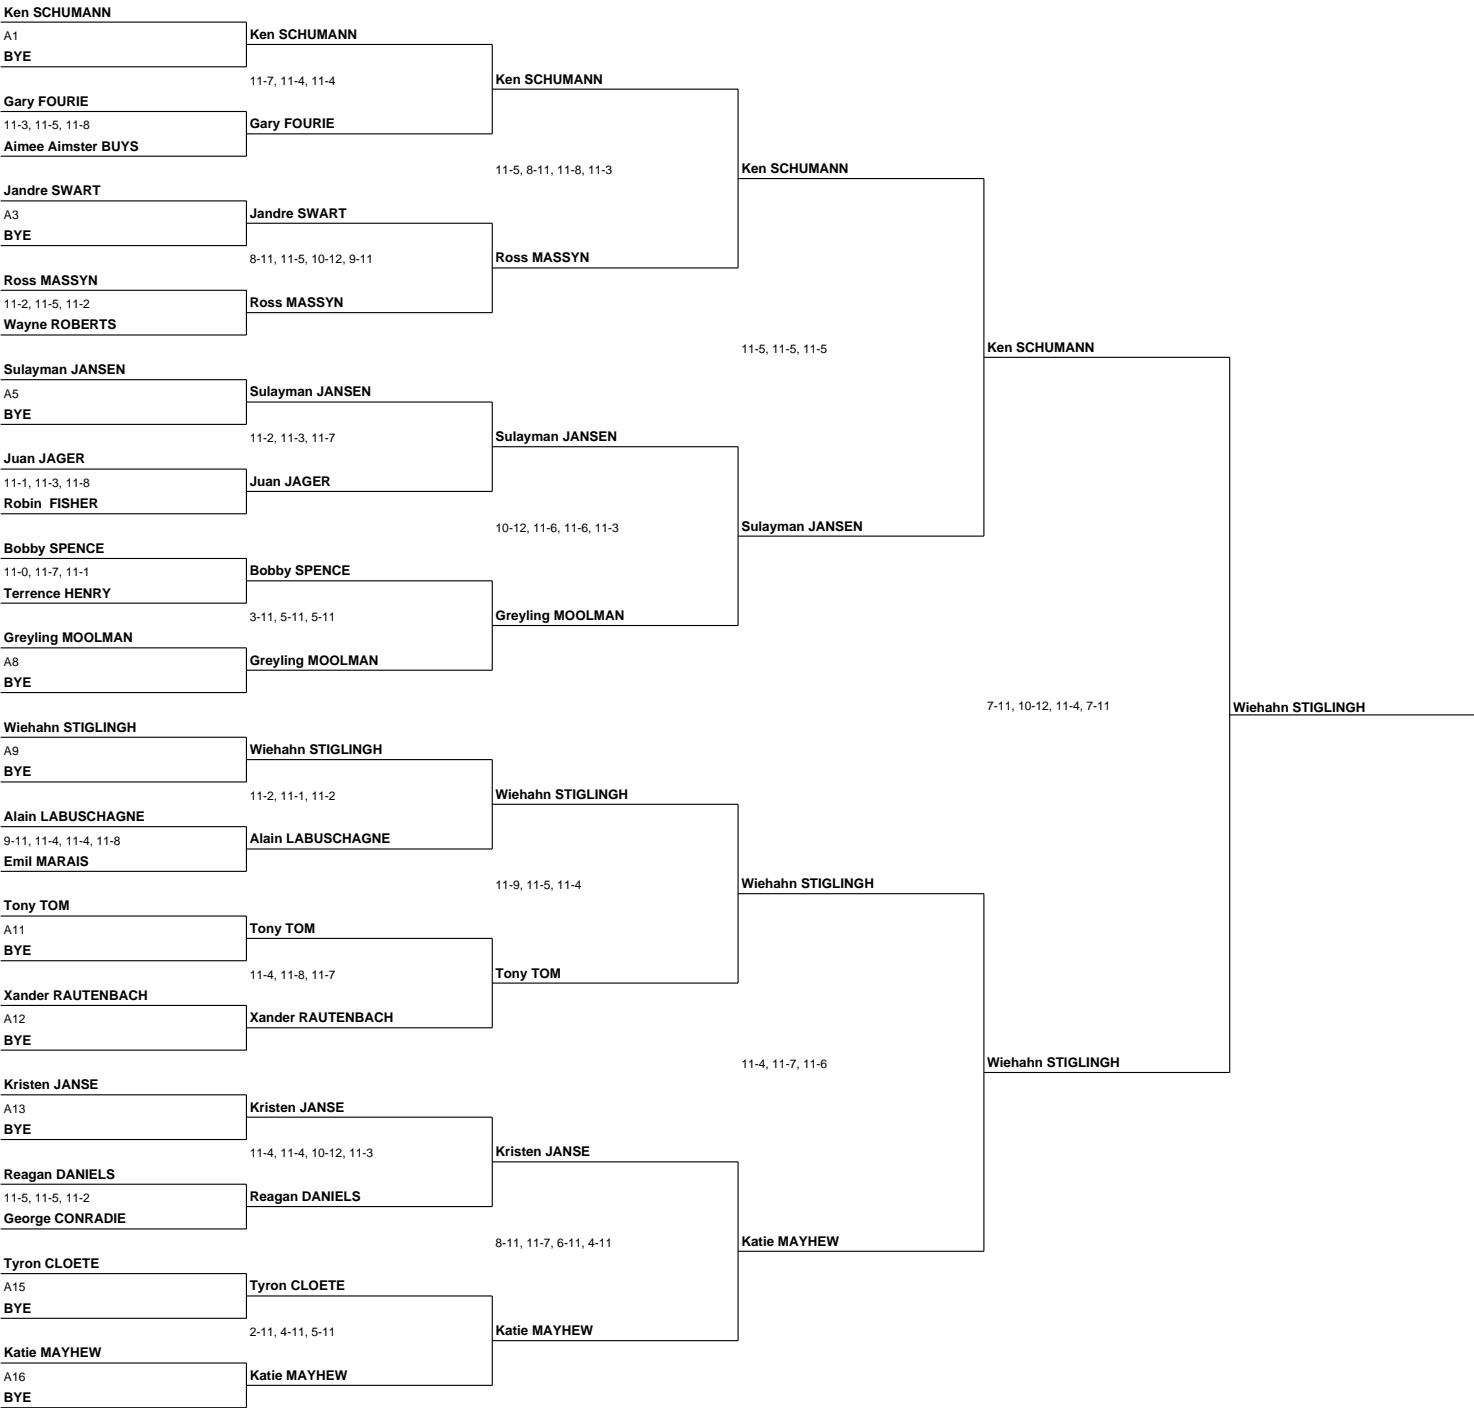 Ken SCHUMANN
A1
BYE
Gary FOURIE
11-3, 11-5, 11-8
Aimee Aimster BUYS
Jandre SWART
A3
BYE
Ross MASSYN
11-2, 11-5, 11-2
Wayne ROBERTS
Sulayman JANSEN
A5
BYE
Juan JAGER
11-1, 11-3, 11-8
Robin  FISHER
Bobby SPENCE
11-0, 11-7, 11-1
Terrence HENRY
Greyling MOOLMAN
A8
BYE
Wiehahn STIGLINGH
A9
BYE
Alain LABUSCHAGNE
9-11, 11-4, 11-4, 11-8
Emil MARAIS
Tony TOM
A11
BYE
Xander RAUTENBACH
A12
BYE
Kristen JANSE
A13
BYE
Reagan DANIELS
11-5, 11-5, 11-2
George CONRADIE
Tyron CLOETE
A15
BYE
Katie MAYHEW
A16
BYE
Ken SCHUMANN
11-7, 11-4, 11-4
Gary FOURIE
Jandre SWART
8-11, 11-5, 10-12, 9-11
Ross MASSYN
Sulayman JANSEN
11-2, 11-3, 11-7
Juan JAGER
Bobby SPENCE
3-11, 5-11, 5-11
Greyling MOOLMAN
Wiehahn STIGLINGH
11-2, 11-1, 11-2
Alain LABUSCHAGNE
Tony TOM
11-4, 11-8, 11-7
Xander RAUTENBACH
Kristen JANSE
11-4, 11-4, 10-12, 11-3
Reagan DANIELS
Tyron CLOETE
2-11, 4-11, 5-11
Katie MAYHEW
Ken SCHUMANN
11-5, 8-11, 11-8, 11-3
Ross MASSYN
Sulayman JANSEN
10-12, 11-6, 11-6, 11-3
Greyling MOOLMAN
Wiehahn STIGLINGH
11-9, 11-5, 11-4
Tony TOM
Kristen JANSE
8-11, 11-7, 6-11, 4-11
Katie MAYHEW
Ken SCHUMANN
11-5, 11-5, 11-5
Sulayman JANSEN
Wiehahn STIGLINGH
11-4, 11-7, 11-6
Katie MAYHEW
Ken SCHUMANN
7-11, 10-12, 11-4, 7-11
Wiehahn STIGLINGH
Wiehahn STIGLINGH